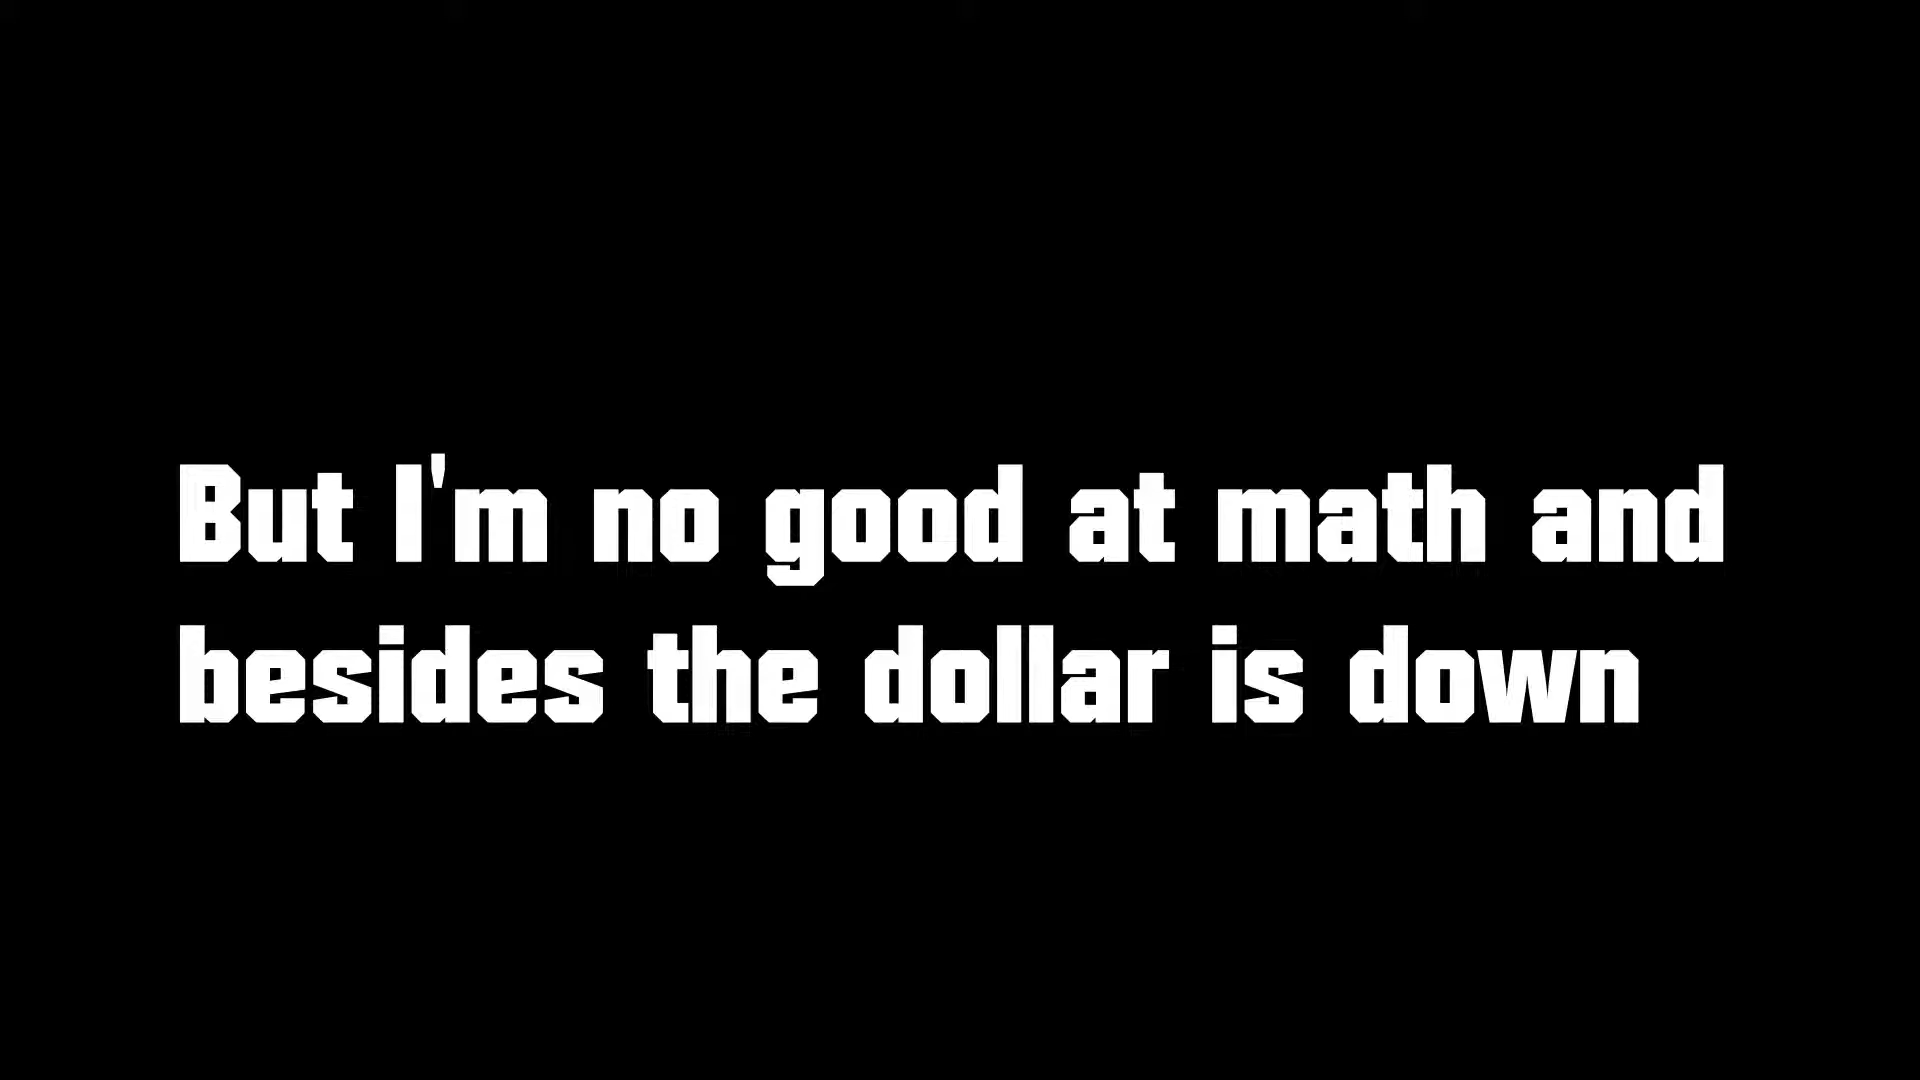 But I'm no good at math and
besides the dollar is down